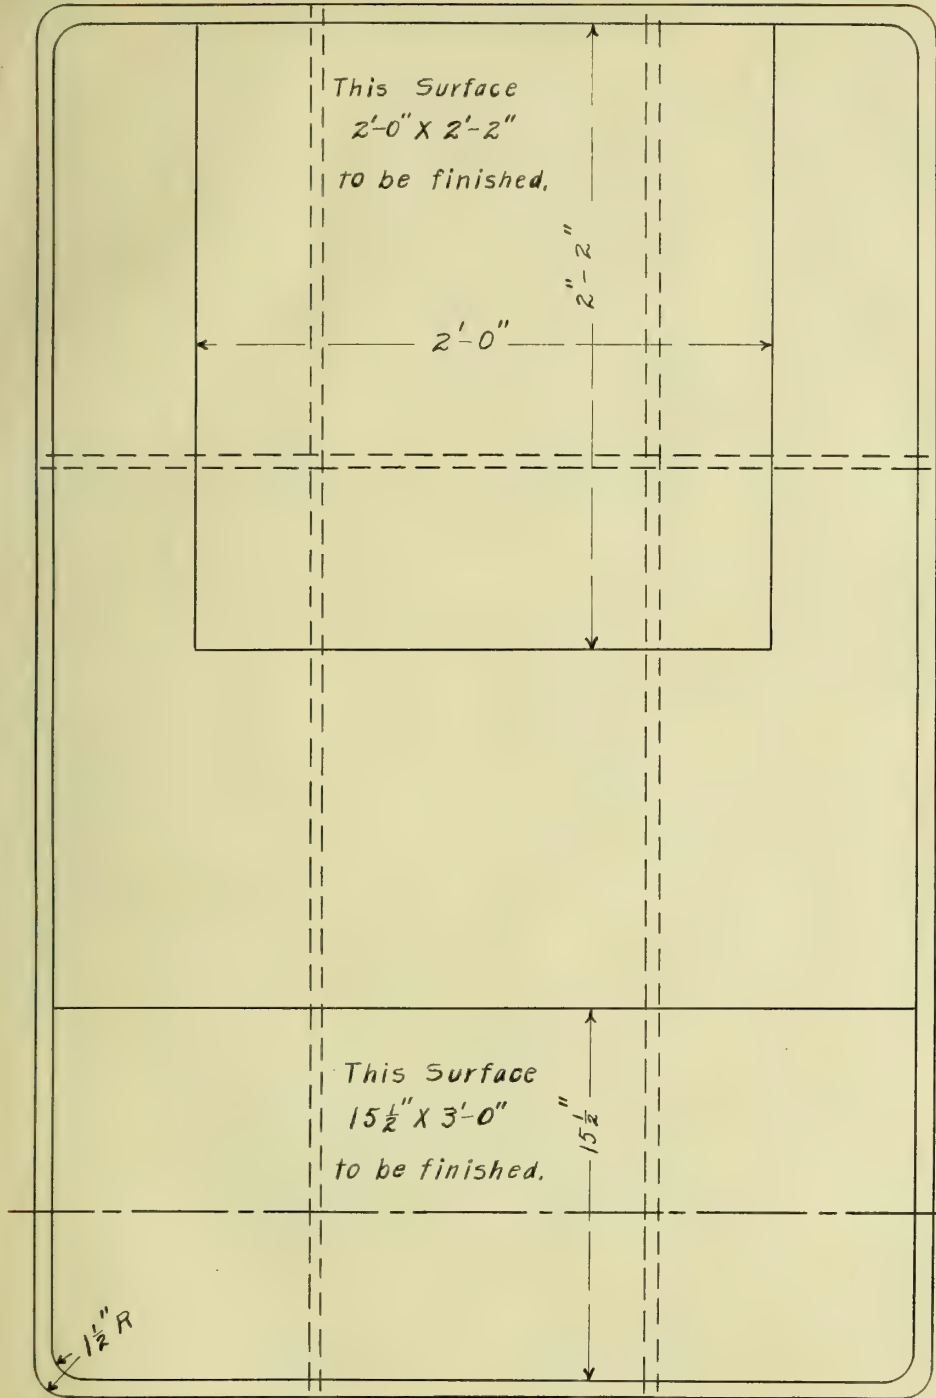 This Surface
2'-0" X 2'-2"
to be finished.
2"-2"
2'-0"
This Surface
15½" X 3'-0"
to be finished.
15½"
1½" R